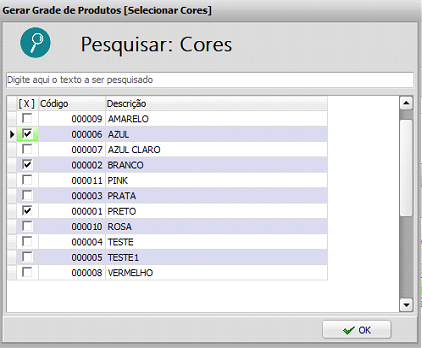 Gerar Grade de Produtos [Selecionar Cores]
Pesquisar: Cores
Digite aqui o texto a ser pesquisado
[X] Código Descrição
000009 AMARELO
000006 AZUL
000007 AZUL CLARO
000002 BRANCO
000011 PINK
000003 PRATA
000001 PRETO
000010 ROSA
000004 TESTE
000005 TESTE1
000008 VERMELHO
OK